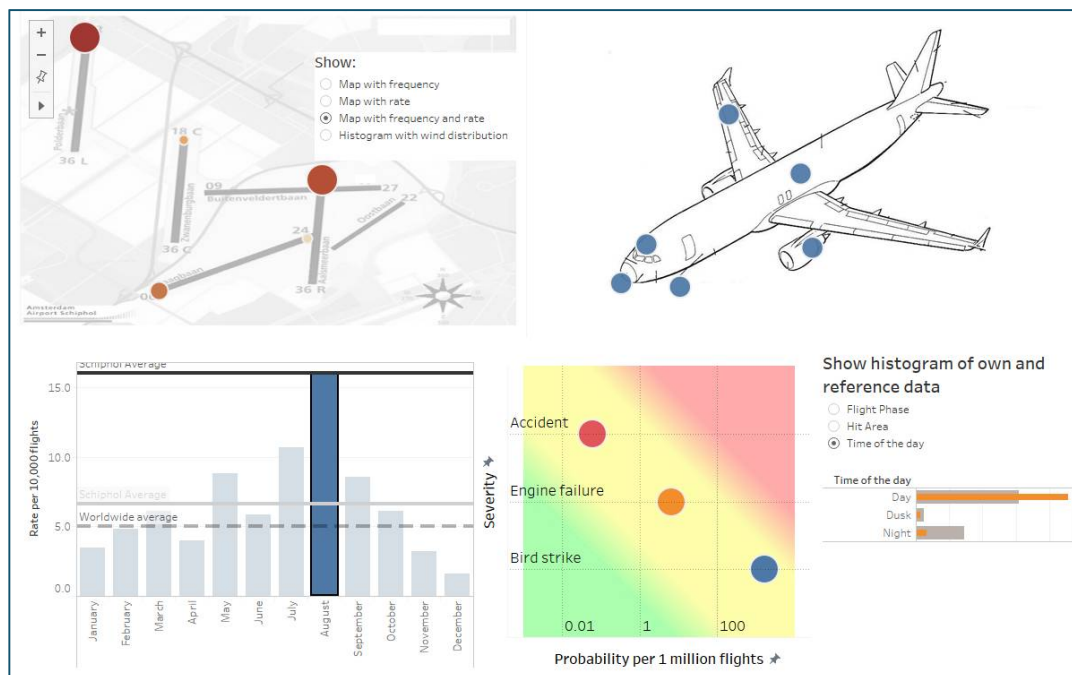 Show:
Map with frequency
Map with rate
Map with frequency and rate
Histogram with wind distribution
Polderbaan
36 L
18 C
Zwanenburgbaan
36 C
09
Buitenveldertbaan
27
22
Oostbaan
24
Aalsmeerbaan
36 R
Amsterdam
Airport Schiphol
Schiphol Average
Rate per 10,000 flights
15.0
10.0
Schiphol Average
Worldwide average
5.0
0.0
January
February
March
April
May
June
July
August
September
October
November
December
Severity
Accident
Engine failure
Bird strike
0.01
1
100
Probability per 1 million flights
Show histogram of own and
reference data
Flight Phase
Hit Area
Time of the day
Time of the day
Day
Dusk
Night